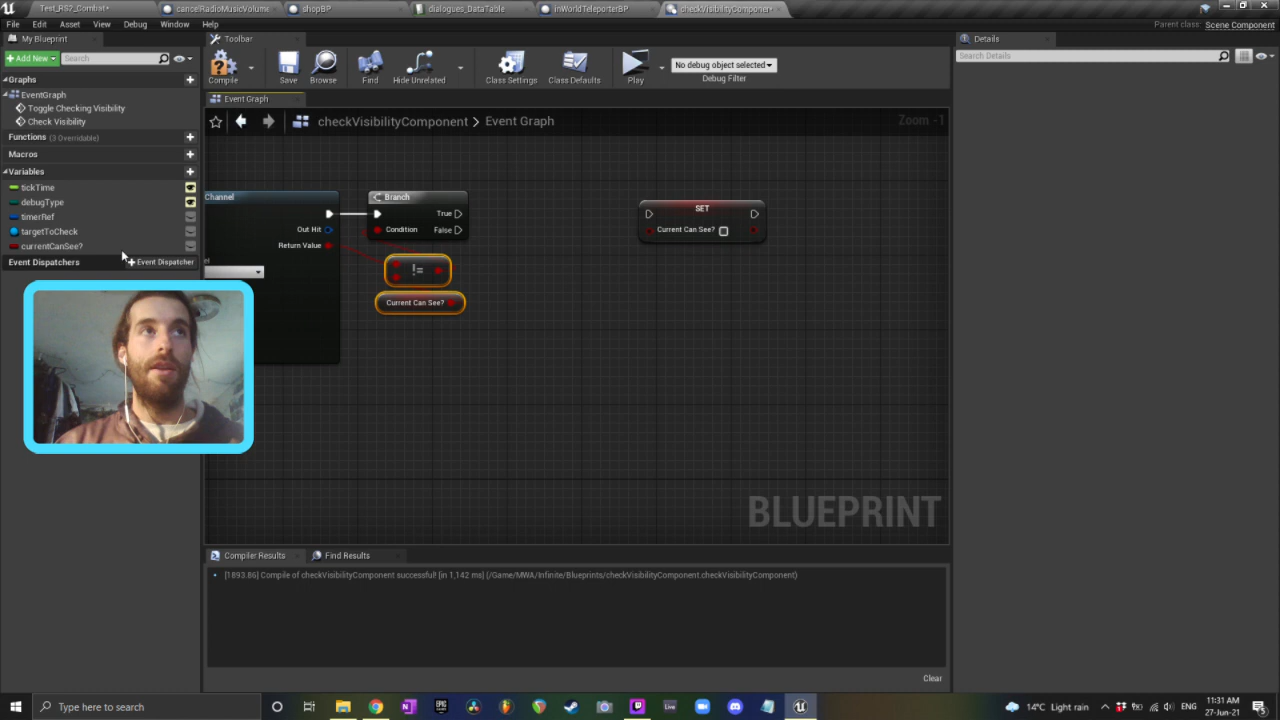 Test_RS2_Combat*
cancelRadioMusicVolume
shopBP
dialogues_DataTable
inWorldTeleporterBP
checkVisibilityComponen
File Edit Asset View Debug Window Help
Parent class: Scene Component
My Blueprint
Toolbar
Details
+Add New
Search
Compile
Save
Browse
Find
Hide Unrelated
Class Settings
Class Defaults
Play
No debug object selected
Debug Filter
Search Details
Graphs
EventGraph
Toggle Checking Visibility
Check Visibility
Functions (3 Overridable)
Macros
Variables
tickTime
debugType
timerRef
targetToCheck
currentCanSee?
Event Dispatchers
+ Event Dispatcher
Event Graph
checkVisibilityComponent > Event Graph
Zoom -1
Channel
Out Hit
Return Value
el
Branch
True
Condition
False
!=
Current Can See?
SET
Current Can See?
BLUEPRINT
Compiler Results
Find Results
[1893.86] Compile of checkVisibilityComponent successful! [in 1,142 ms] (/Game/MWA/Infinite/Blueprints/checkVisibilityComponent.checkVisibilityComponent)
Clear
Type here to search
EPIC
Live
14°C Light rain
ENG
11:31 AM
27-Jun-21